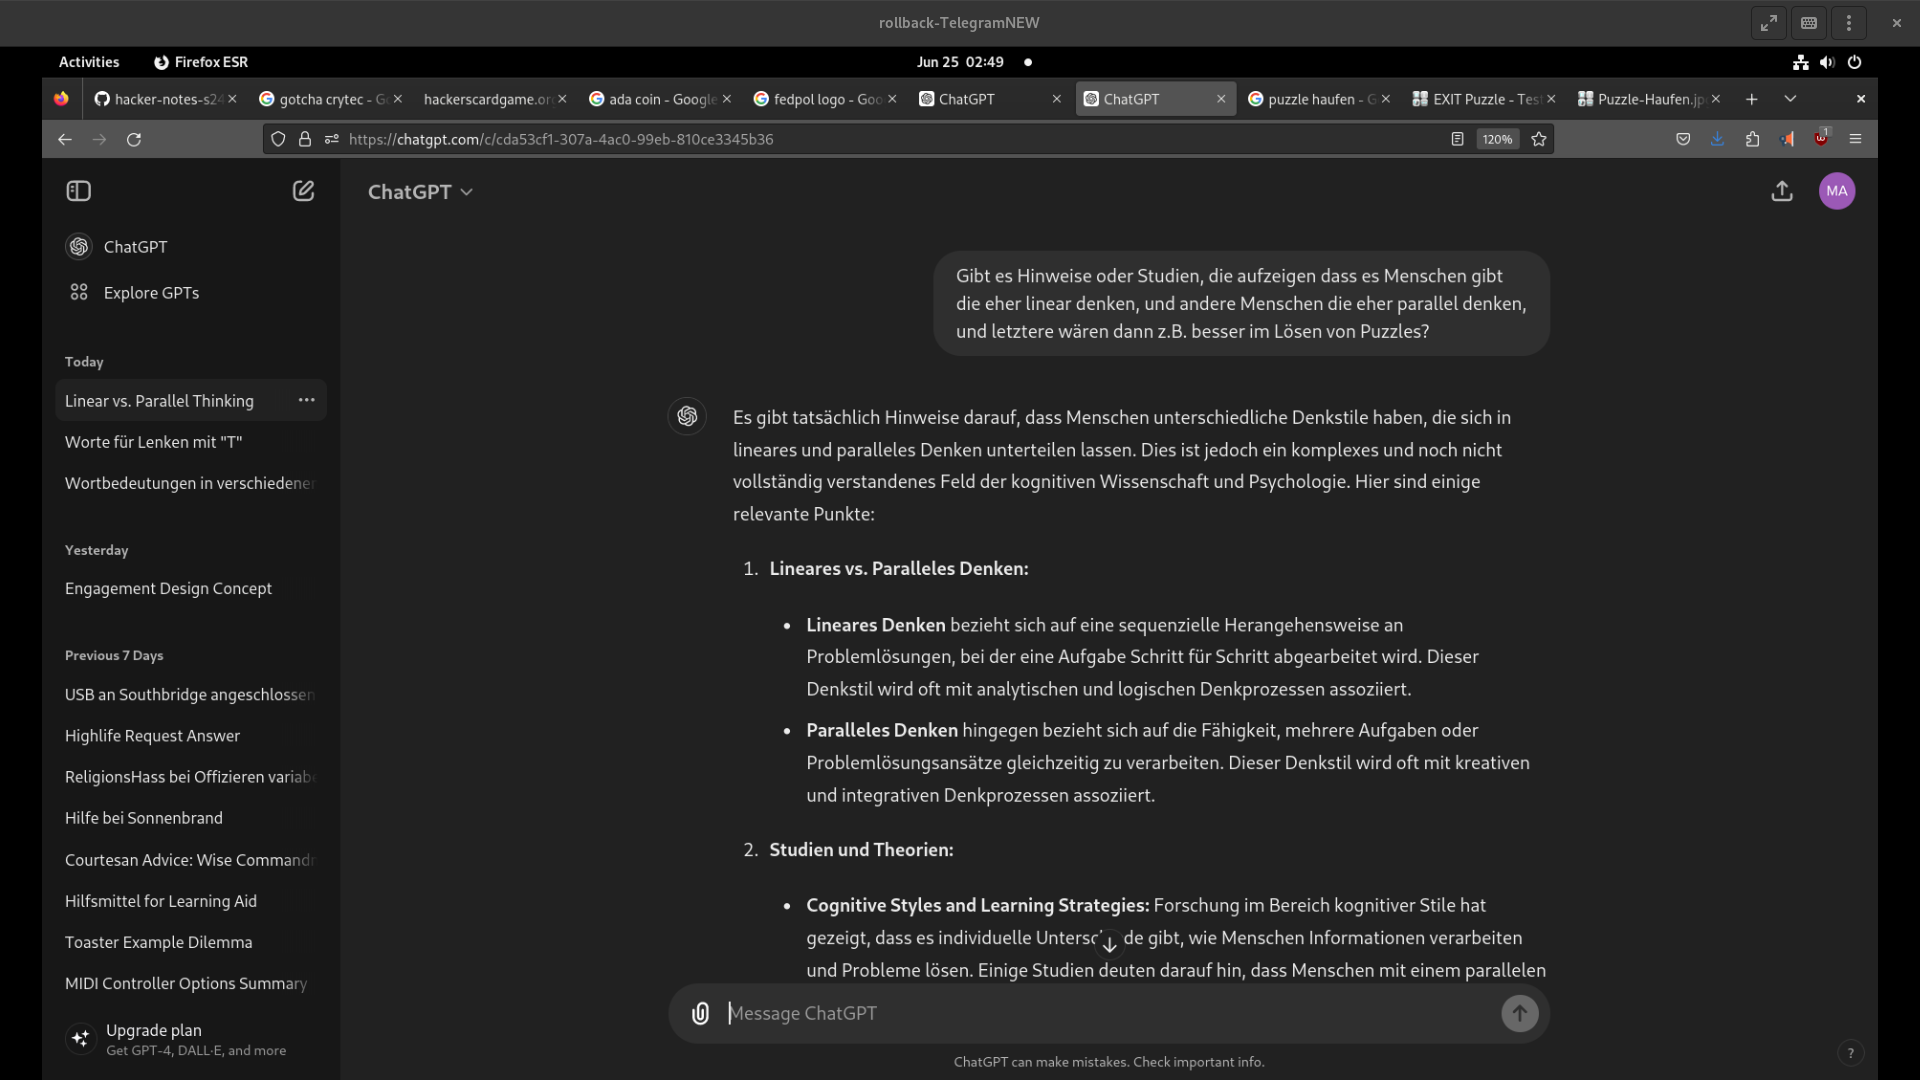 rollback-TelegramNEW
Activities
Firefox ESR
Jun 25 02:49
hacker-notes-s24
gotcha crytec - G
hackerscardgame.or
ada coin - Google
fedpol logo - Goo
ChatGPT
ChatGPT
puzzle haufen - G
EXIT Puzzle - Tes
Puzzle-Haufen.jp
https://chatgpt.com/c/cda53cf1-307a-4ac0-99eb-810ce3345b36
120%
1
ChatGPT
Explore GPTs
Today
Linear vs. Parallel Thinking
Worte für Lenken mit "T"
Wortbedeutungen in verschiedener
Yesterday
Engagement Design Concept
Previous 7 Days
USB an Southbridge angeschlossen
Highlife Request Answer
ReligionsHass bei Offizieren variabe
Hilfe bei Sonnenbrand
Courtesan Advice: Wise Commandm
Hilfsmittel for Learning Aid
Toaster Example Dilemma
MIDI Controller Options Summary
Upgrade plan
Get GPT-4, DALL·E, and more
ChatGPT
MA
Gibt es Hinweise oder Studien, die aufzeigen dass es Menschen gibt
die eher linear denken, und andere Menschen die eher parallel denken,
und letztere wären dann z.B. besser im Lösen von Puzzles?
Es gibt tatsächlich Hinweise darauf, dass Menschen unterschiedliche Denkstile haben, die sich in
lineares und paralleles Denken unterteilen lassen. Dies ist jedoch ein komplexes und noch nicht
vollständig verstandenes Feld der kognitiven Wissenschaft und Psychologie. Hier sind einige
relevante Punkte:
1. Lineares vs. Paralleles Denken:
• Lineares Denken bezieht sich auf eine sequenzielle Herangehensweise an
Problemlösungen, bei der eine Aufgabe Schritt für Schritt abgearbeitet wird. Dieser
Denkstil wird oft mit analytischen und logischen Denkprozessen assoziiert.
• Paralleles Denken hingegen bezieht sich auf die Fähigkeit, mehrere Aufgaben oder
Problemlösungsansätze gleichzeitig zu verarbeiten. Dieser Denkstil wird oft mit kreativen
und integrativen Denkprozessen assoziiert.
2. Studien und Theorien:
• Cognitive Styles and Learning Strategies: Forschung im Bereich kognitiver Stile hat
gezeigt, dass es individuelle Unterschiede gibt, wie Menschen Informationen verarbeiten
und Probleme lösen. Einige Studien deuten darauf hin, dass Menschen mit einem parallelen
Message ChatGPT
ChatGPT can make mistakes. Check important info.
?